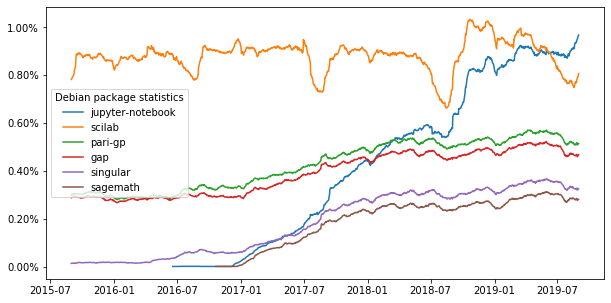 1.00%
0.80%
0.60%
0.40%
0.20%
0.00%
Debian package statistics
jupyter-notebook
scilab
pari-gp
gap
singular
sagemath
2015-07 2016-01 2016-07 2017-01 2017-07 2018-01 2018-07 2019-01 2019-07